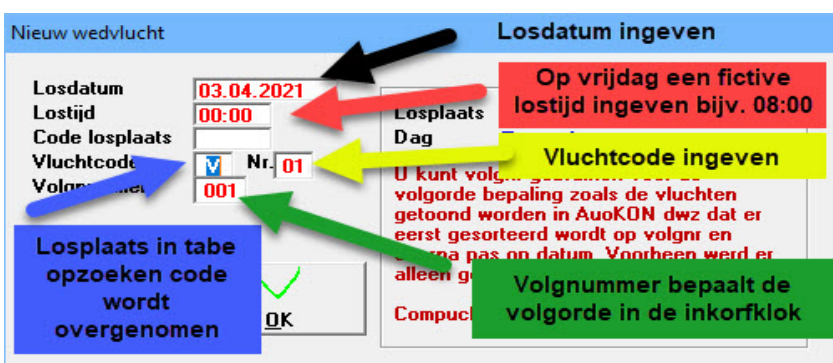 Nieuw wedvlucht
Losdatum ingeven
Losdatum 03.04.2021
Op vrijdag een fictive
lostijd ingeven bijv. 08:00
Lostijd 00:00
Losplaats
Code losplaats
Dag
Vluchtcode V Nr. 01
Vluchtcode ingeven
Volgnummer 001
U kunt volgnr
volgorde bepaling zoals de vluchten
getoond worden in AuoKON dwz dat er
eerst gesorteerd wordt op volgnr en
pas op datum. Voorheen werd er
alleen
Losplaats in tabe
opzoeken code
wordt
overgenomen
Volgnummer bepaalt de
volgorde in de inkorfklok
OK